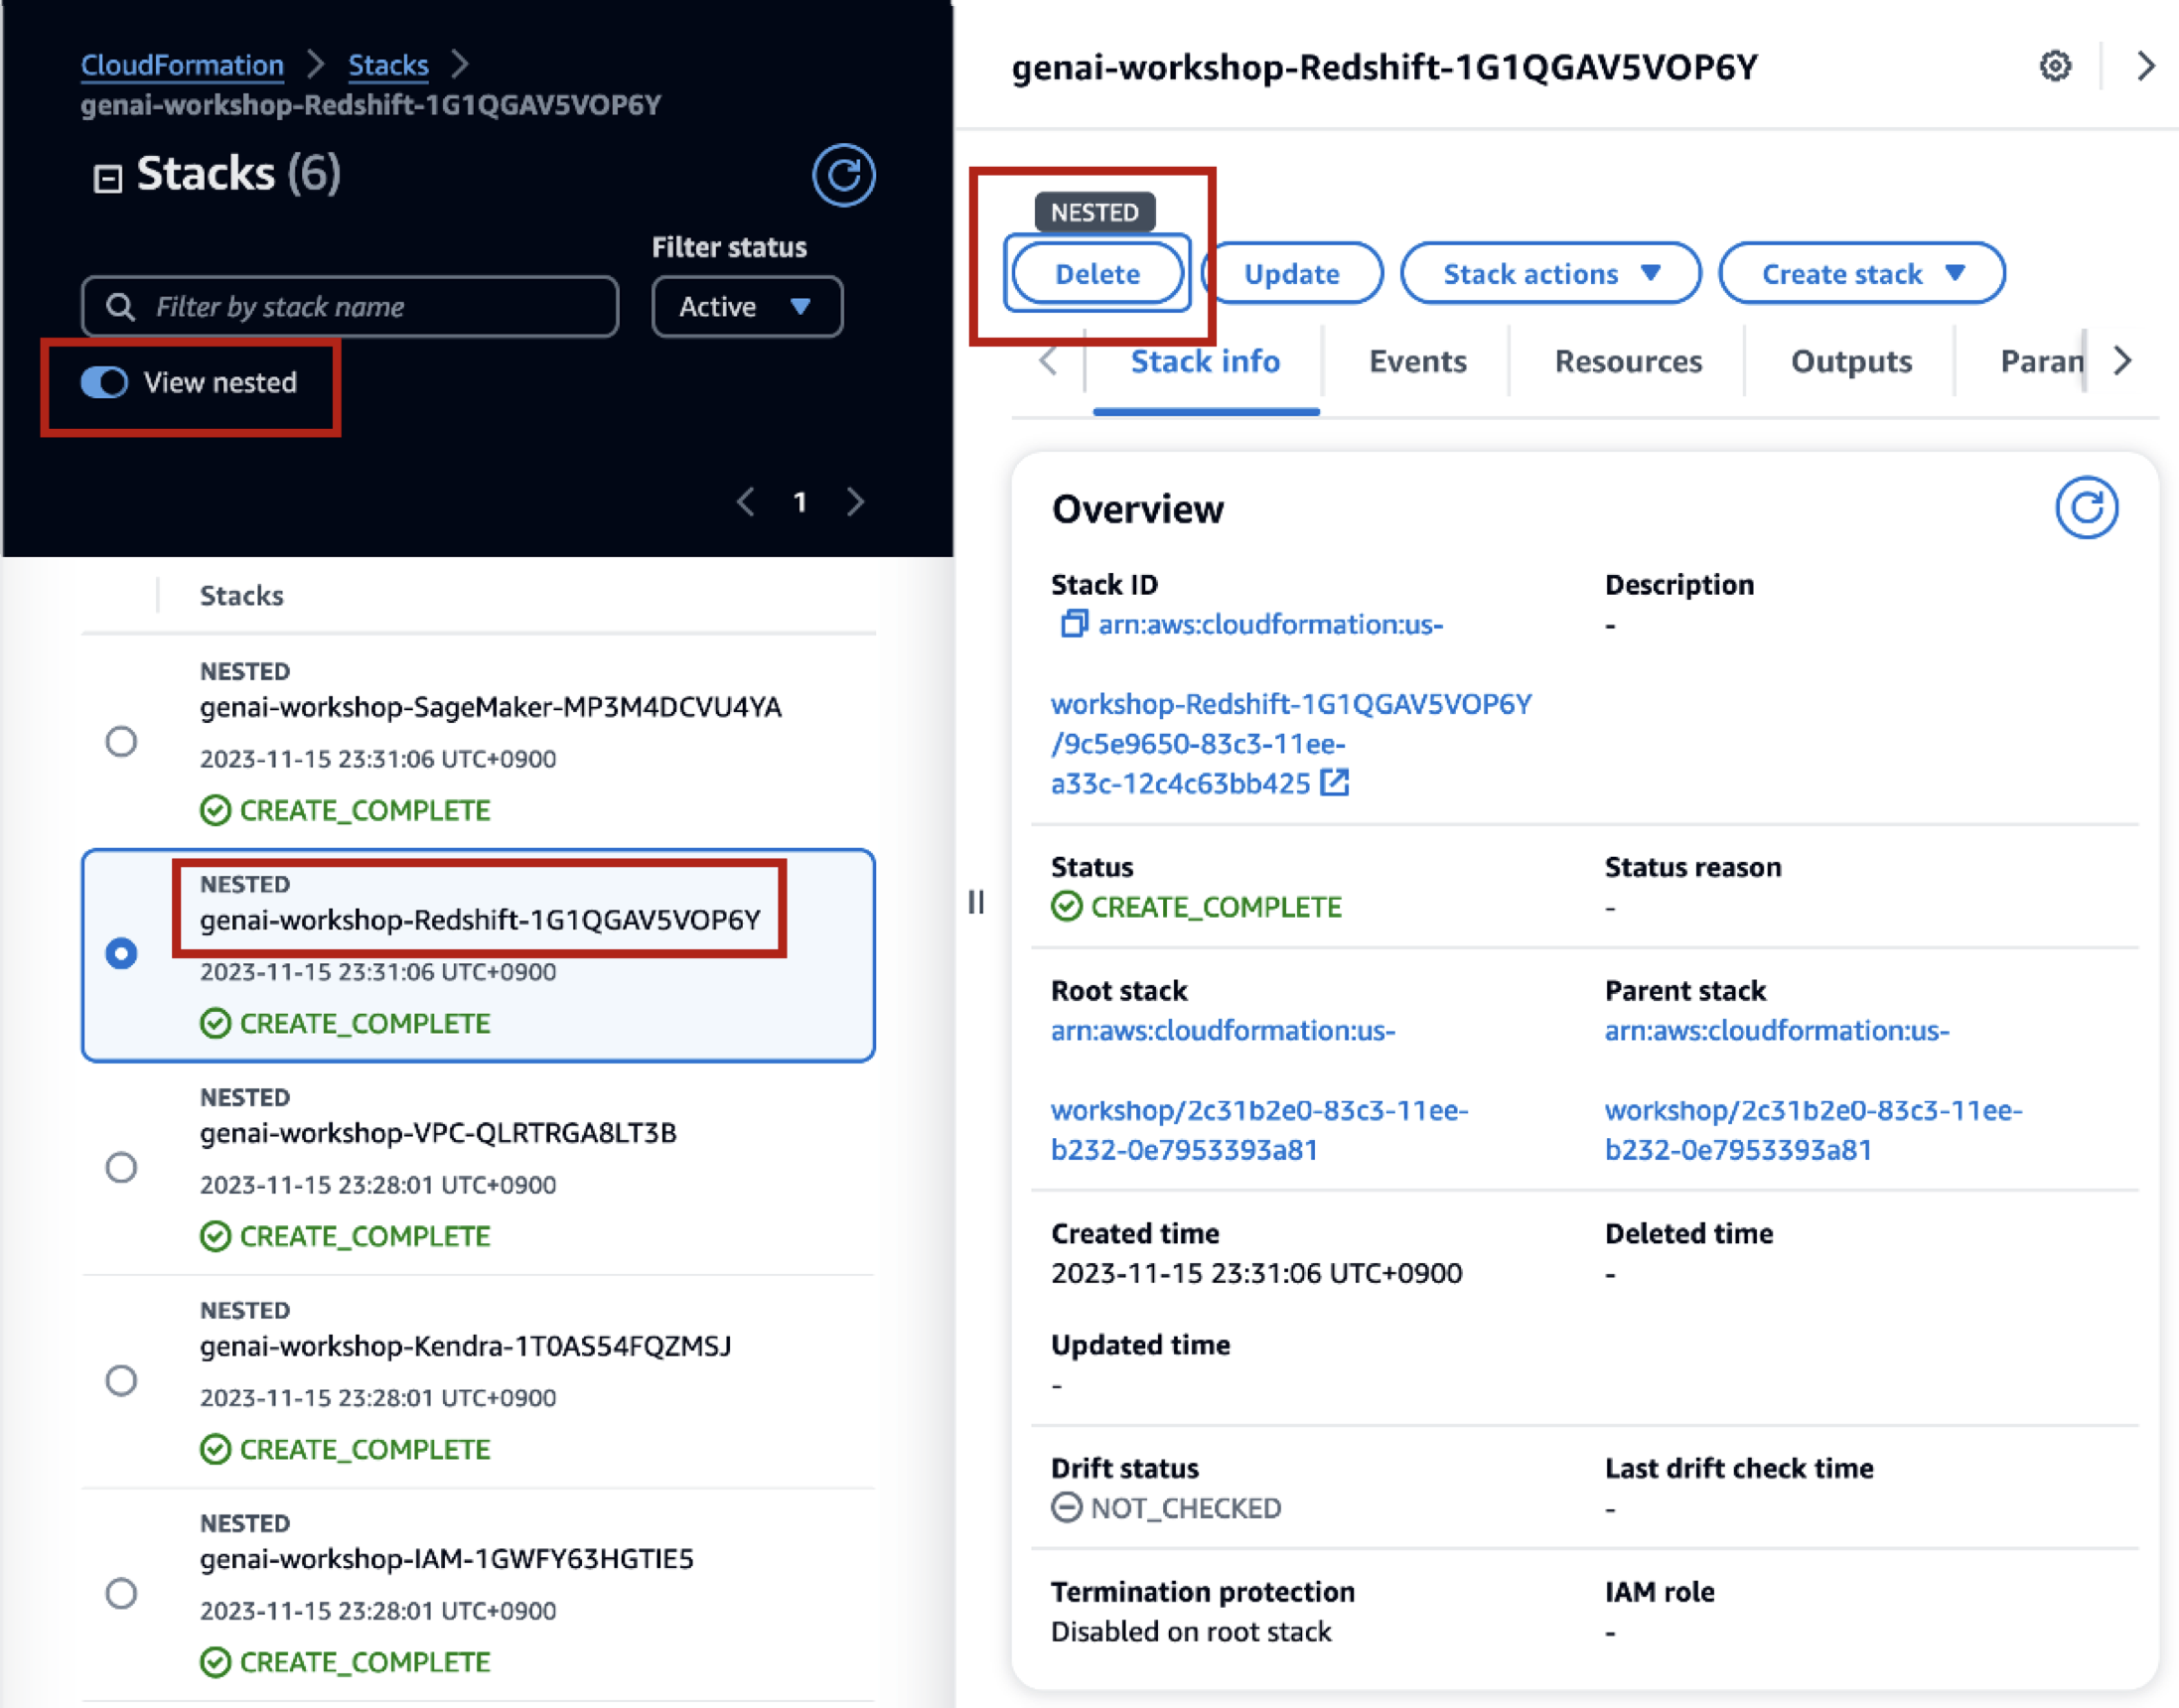 CloudFormation > Stacks >
genai-workshop-Redshift-1G1QGAV5VOP6Y
Stacks (6)
Filter status
Filter by stack name
Active
View nested
1
Stacks
NESTED
genai-workshop-SageMaker-MP3M4DCVU4YA
2023-11-15 23:31:06 UTC+0900
CREATE_COMPLETE
NESTED
genai-workshop-Redshift-1G1QGAV5VOP6Y
2023-11-15 23:31:06 UTC+0900
CREATE_COMPLETE
NESTED
genai-workshop-VPC-QLRTRGA8LT3B
2023-11-15 23:28:01 UTC+0900
CREATE_COMPLETE
NESTED
genai-workshop-Kendra-1T0AS54FQZMSJ
2023-11-15 23:28:01 UTC+0900
CREATE_COMPLETE
NESTED
genai-workshop-IAM-1GWFY63HGTIE5
2023-11-15 23:28:01 UTC+0900
CREATE_COMPLETE
genai-workshop-Redshift-1G1QGAV5VOP6Y
NESTED
Delete
Update
Stack actions
Create stack
Stack info
Events
Resources
Outputs
Param
Overview
Stack ID
arn:aws:cloudformation:us-
workshop-Redshift-1G1QGAV5VOP6Y
/9c5e9650-83c3-11ee-
a33c-12c4c63bb425
Description
-
Status
CREATE_COMPLETE
Status reason
-
Root stack
arn:aws:cloudformation:us-
workshop/2c31b2e0-83c3-11ee-
b232-0e7953393a81
Parent stack
arn:aws:cloudformation:us-
workshop/2c31b2e0-83c3-11ee-
b232-0e7953393a81
Created time
2023-11-15 23:31:06 UTC+0900
Deleted time
-
Updated time
-
Drift status
NOT_CHECKED
Last drift check time
-
Termination protection
Disabled on root stack
IAM role
-